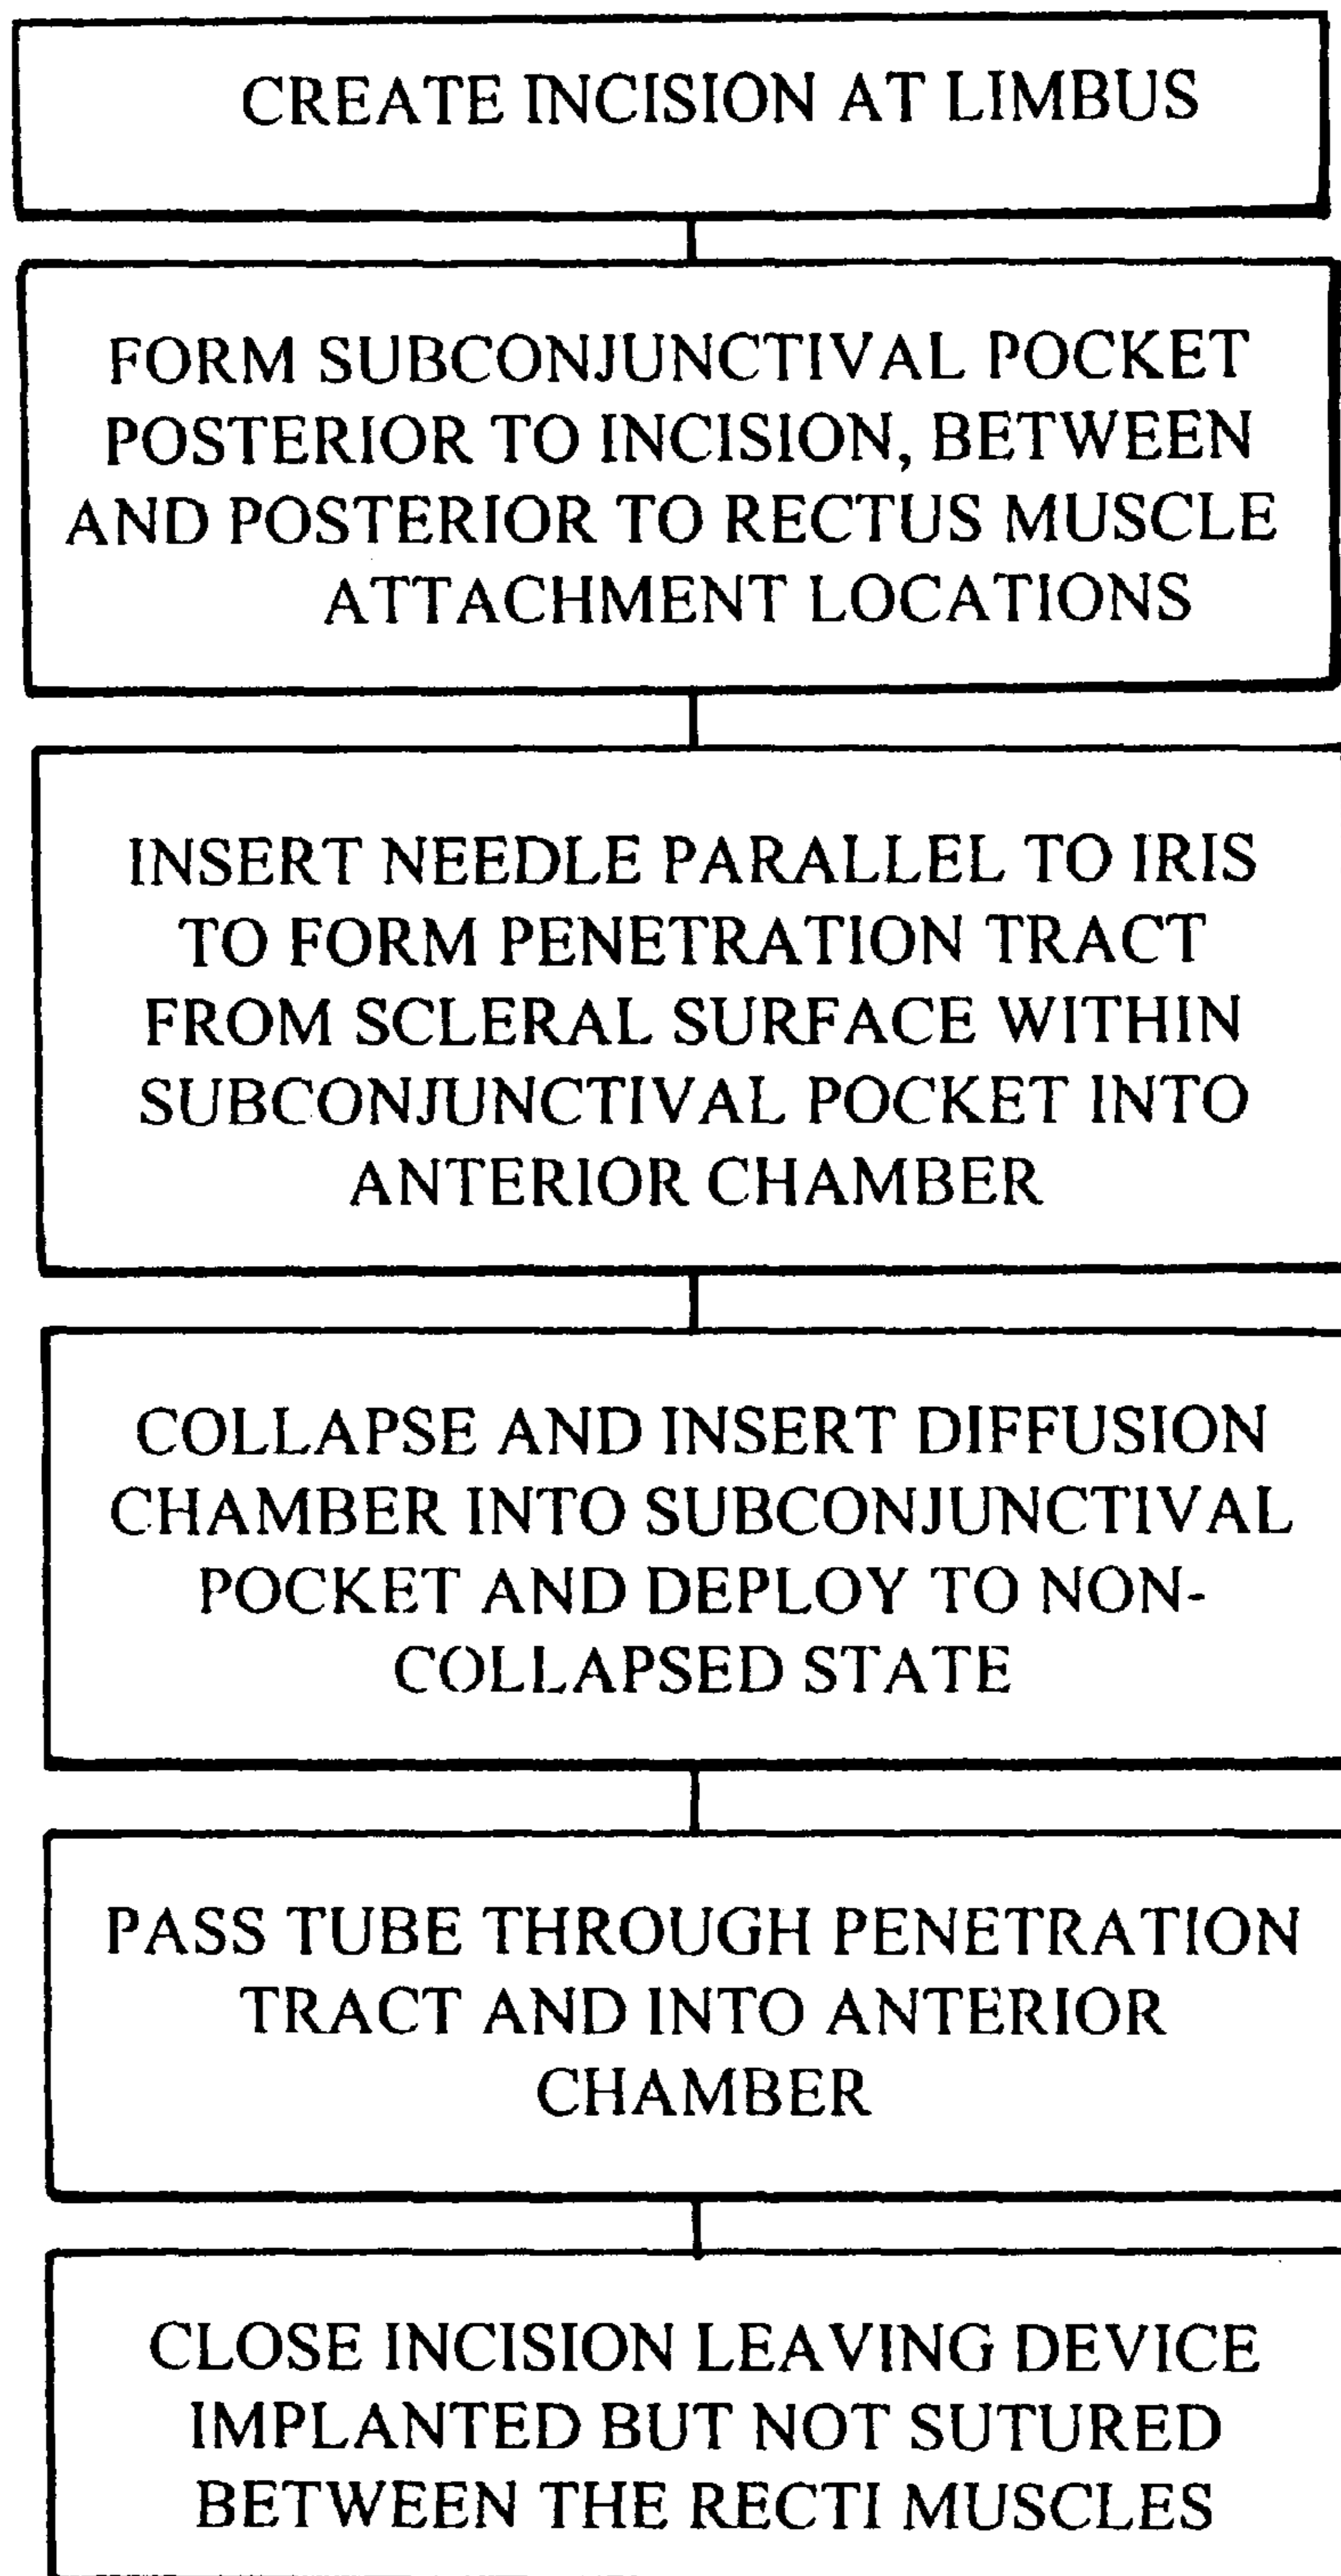 CREATE INCISION AT LIMBUS
FORM SUBCONJUNCTIVAL POCKET
POSTERIOR TO INCISION, BETWEEN
AND POSTERIOR TO RECTUS MUSCLE
ATTACHMENT LOCATIONS
INSERT NEEDLE PARALLEL TO IRIS
TO FORM PENETRATION TRACT
FROM SCLERAL SURFACE WITHIN
SUBCONJUNCTIVAL POCKET INTO
ANTERIOR CHAMBER
COLLAPSE AND INSERT DIFFUSION
CHAMBER INTO SUBCONJUNCTIVAL
POCKET AND DEPLOY TO NON-
COLLAPSED STATE
PASS TUBE THROUGH PENETRATION
TRACT AND INTO ANTERIOR
CHAMBER
CLOSE INCISION LEAVING DEVICE
IMPLANTED BUT NOT SUTURED
BETWEEN THE RECTI MUSCLES